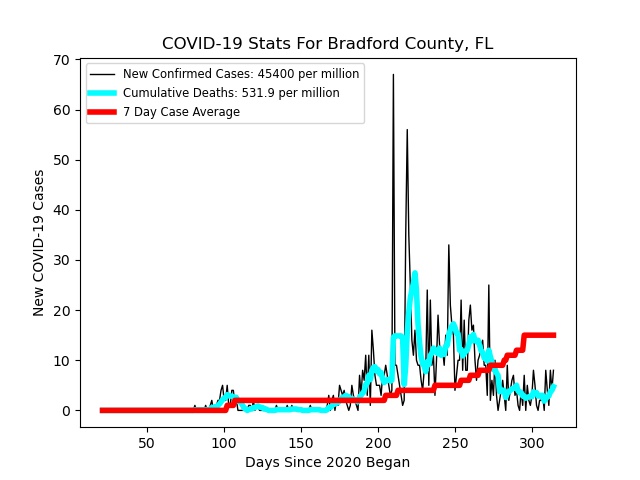 COVID-19 Stats For Bradford County, FL
New Confirmed Cases: 45400 per million
Cumulative Deaths: 531.9 per million
7 Day Case Average
New COVID-19 Cases
70
60
50
40
30
20
10
0
50 100 150 200 250 300
Days Since 2020 Began